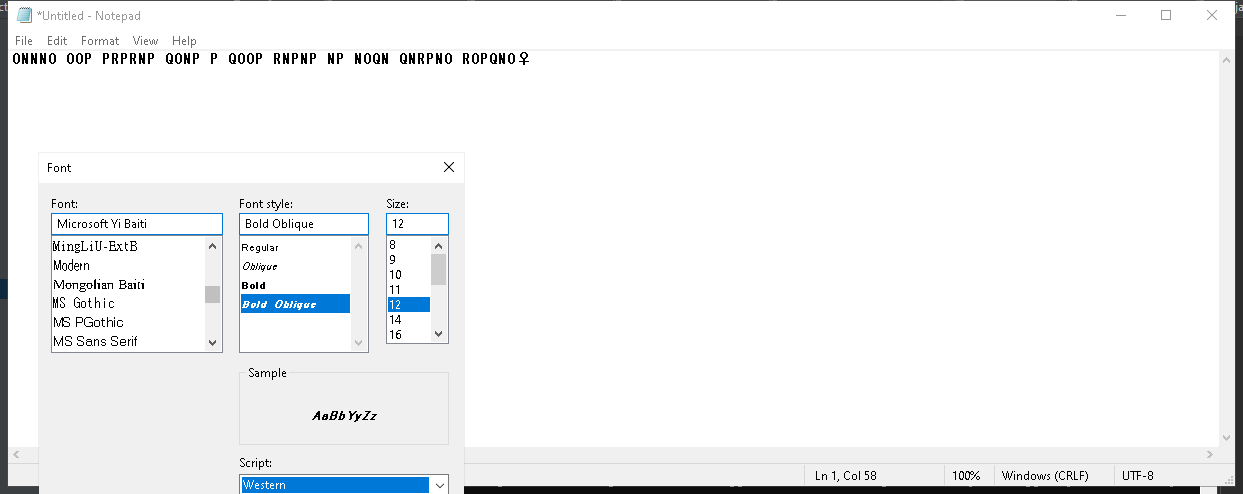 *Untitled - Notepad
File Edit Format View Help
ONNNO OOP PRPRNP QONP P QOOP RNPNP NP NOQN QNRPNO ROPQNO♀
Font
Font: Font style: Size:
Microsoft Yi Baiti Bold Oblique 12
MingLiU-ExtB Regular 8
Modern Oblique 9
Mongolian Baiti Bold 10
MS Gothic Bold Oblique 11
MS PGothic 12
MS Sans Serif 14
16
Sample
AaBbYyZz
Script:
Western
Ln 1, Col 58 100% Windows (CRLF) UTF-8